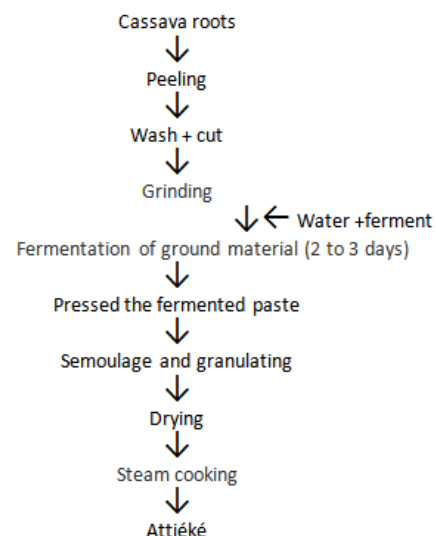 Cassava roots
Peeling
Wash + cut
Grinding
Water +ferment
Fermentation of ground material (2 to 3 days)
Pressed the fermented paste
Semoulage and granulating
Drying
Steam cooking
Attiéké